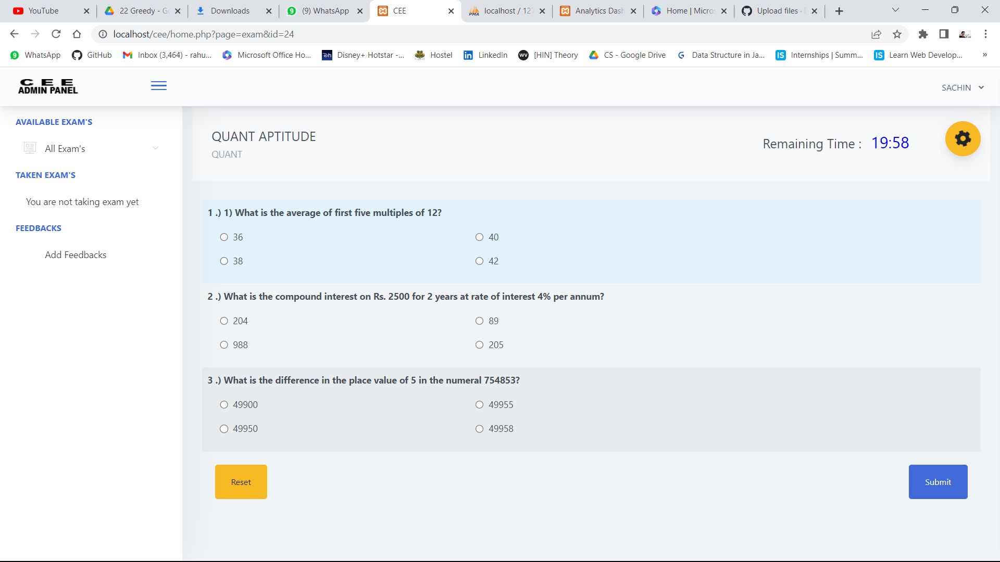 YouTube
22 Greedy - G
Downloads
(9) WhatsApp
CEE
localhost / 127
Analytics Dash
Home | Micros
Upload files ·
localhost/cee/home.php?page=exam&id=24
WhatsApp
GitHub
Inbox (3,464) - rahu...
Microsoft Office Ho...
Disney+ Hotstar -...
Hostel
LinkedIn
[HIN] Theory
CS - Google Drive
Data Structure in Ja...
Internships | Summ...
Learn Web Develop...
»
CEE
ADMIN PANEL
SACHIN
AVAILABLE EXAM'S
All Exam's
TAKEN EXAM'S
You are not taking exam yet
FEEDBACKS
Add Feedbacks
QUANT APTITUDE
QUANT
Remaining Time : 19:58
1 .) 1) What is the average of first five multiples of 12?
36 40
38 42
2 .) What is the compound interest on Rs. 2500 for 2 years at rate of interest 4% per annum?
204 89
988 205
3 .) What is the difference in the place value of 5 in the numeral 754853?
49900 49955
49950 49958
Reset
Submit